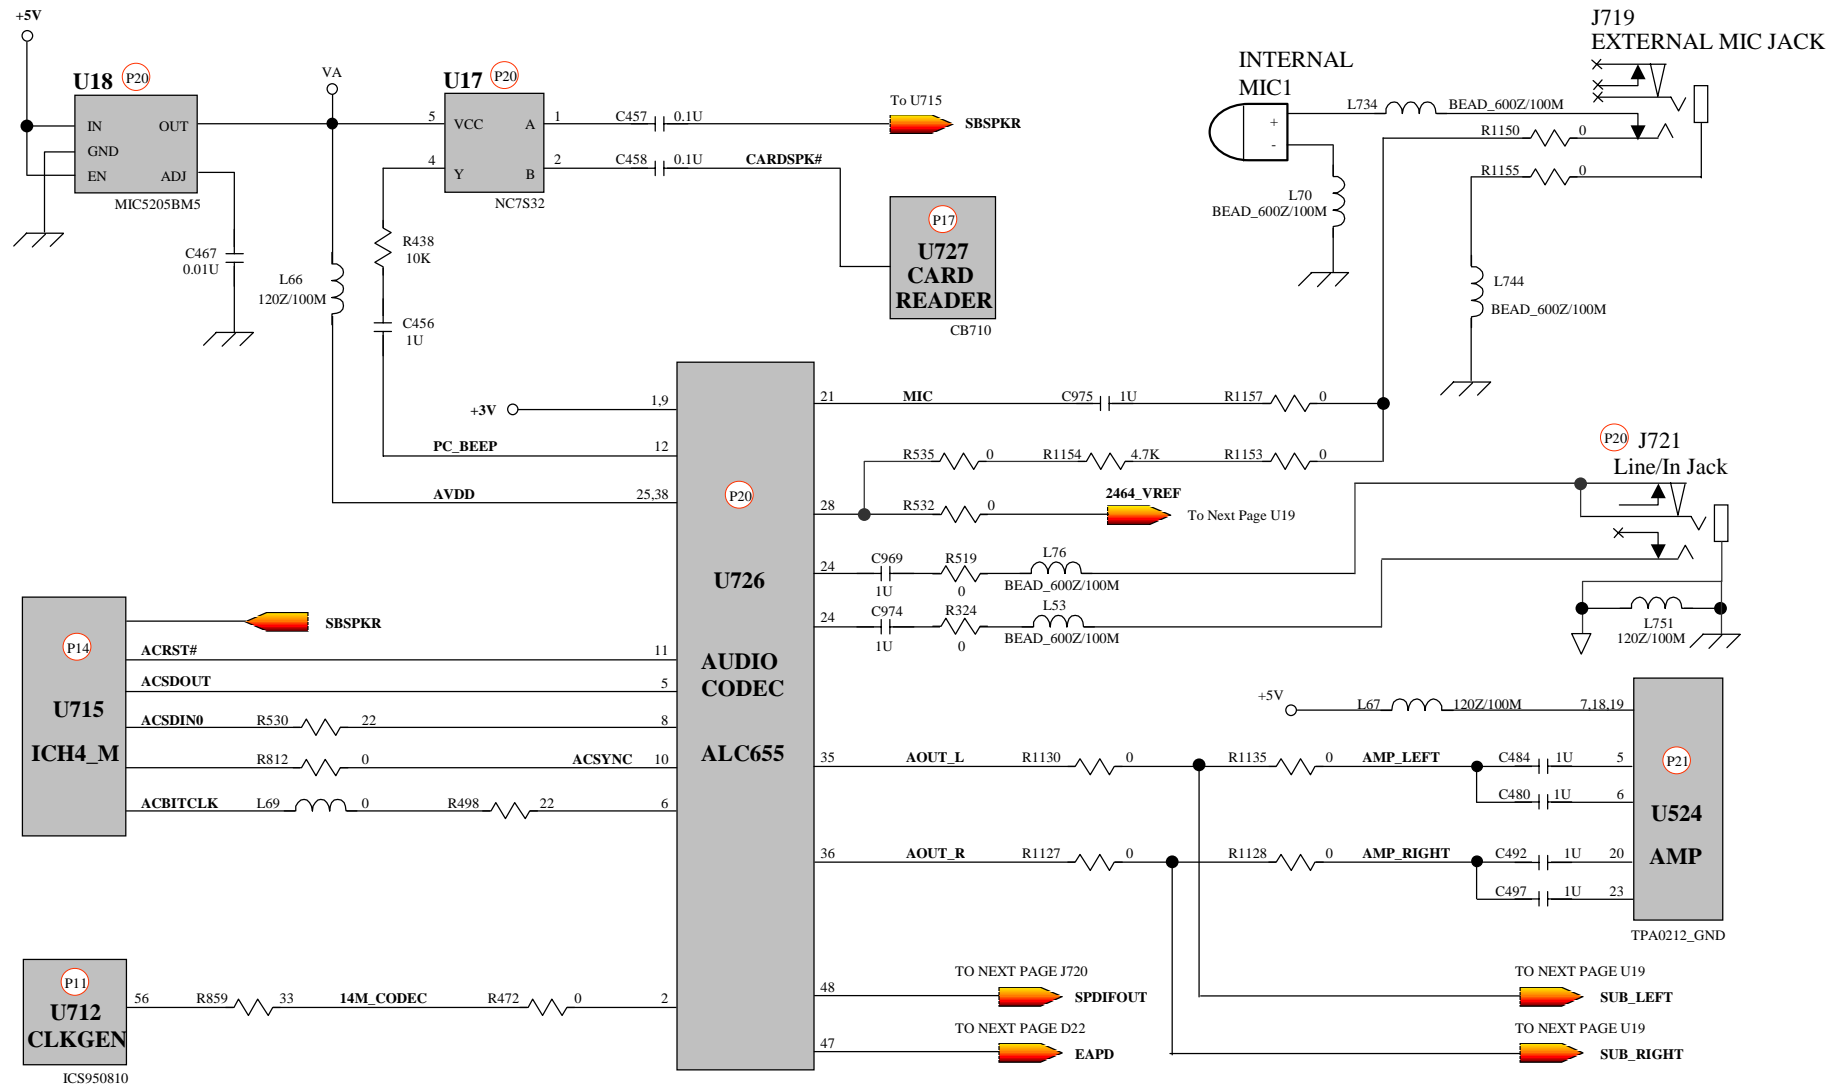 +5V
U18
P20
IN
OUT
GND
EN
ADJ
MIC5205BM5
C467
0.01U
VA
L66
120Z/100M
U17
P20
5
VCC
A
1
4
Y
B
2
NC7S32
R438
10K
C456
1U
C457
0.1U
To U715
SBSPKR
C458
0.1U
CARDSPK#
P17
U727
CARD
READER
CB710
INTERNAL
MIC1
+
-
L70
BEAD_600Z/100M
J719
EXTERNAL MIC JACK
L734
BEAD_600Z/100M
R1150
0
R1155
0
L744
BEAD_600Z/100M
+3V
1,9
PC_BEEP
12
AVDD
25,38
P20
U726
AUDIO
CODEC
ALC655
21
MIC
C975
1U
R1157
0
R535
0
R1154
4.7K
R1153
0
28
R532
0
2464_VREF
To Next Page U19
24
C969
1U
R519
0
L76
BEAD_600Z/100M
24
C974
1U
R324
0
L53
BEAD_600Z/100M
P20
J721
Line/In Jack
L751
120Z/100M
P14
U715
ICH4_M
SBSPKR
ACRST#
11
ACSDOUT
5
ACSDIN0
R530
22
8
R812
0
ACSYNC
10
ACBITCLK
L69
0
R498
22
6
+5V
L67
120Z/100M
7,18,19
35
AOUT_L
R1130
0
R1135
0
AMP_LEFT
C484
1U
5
C480
1U
6
36
AOUT_R
R1127
0
R1128
0
AMP_RIGHT
C492
1U
20
C497
1U
23
P21
U524
AMP
TPA0212_GND
P11
U712
CLKGEN
ICS950810
56
R859
33
14M_CODEC
R472
0
2
48
TO NEXT PAGE J720
SPDIFOUT
47
TO NEXT PAGE D22
EAPD
TO NEXT PAGE U19
SUB_LEFT
TO NEXT PAGE U19
SUB_RIGHT